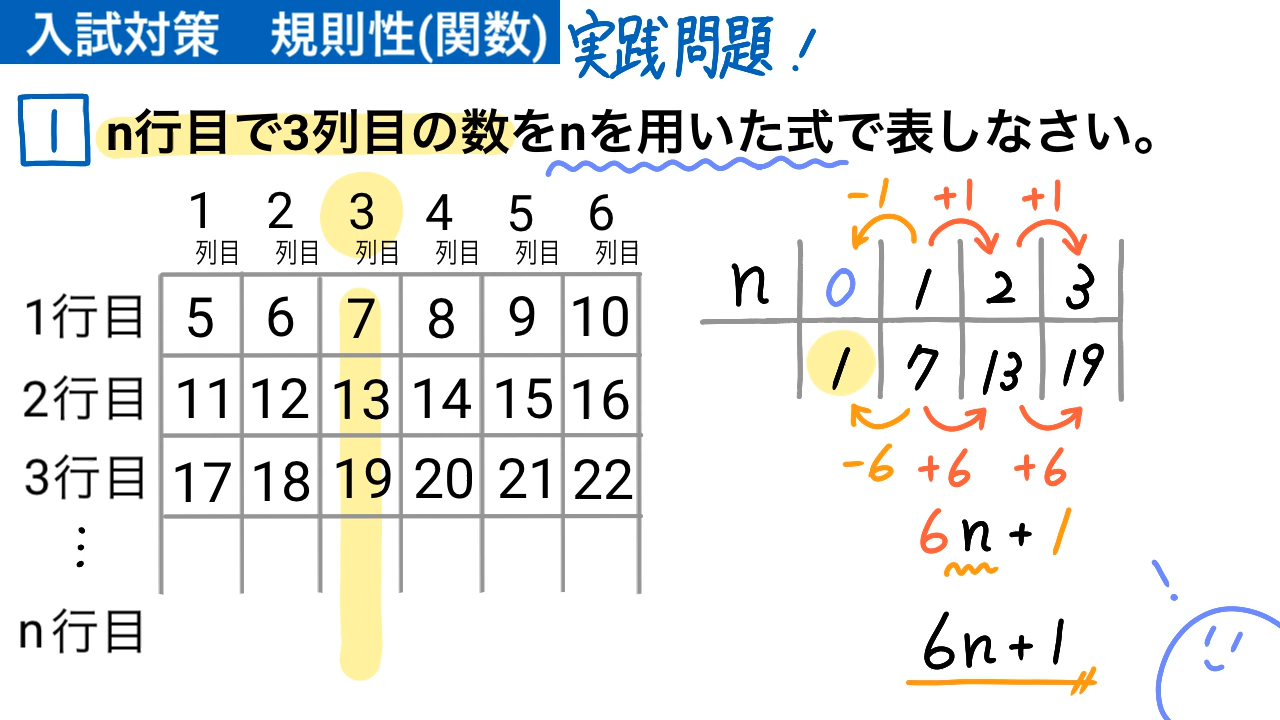 入試対策 規則性(関数) 実践問題!
1 n行目で3列目の数をnを用いた式で表しなさい。
1列目 2列目 3列目 4列目 5列目 6列目
1行目 5 6 7 8 9 10
2行目 11 12 13 14 15 16
3行目 17 18 19 20 21 22
⋮
n行目
-1 +1 +1
n 0 1 2 3
1 7 13 19
-6 +6 +6
6n+1
6n+1
!